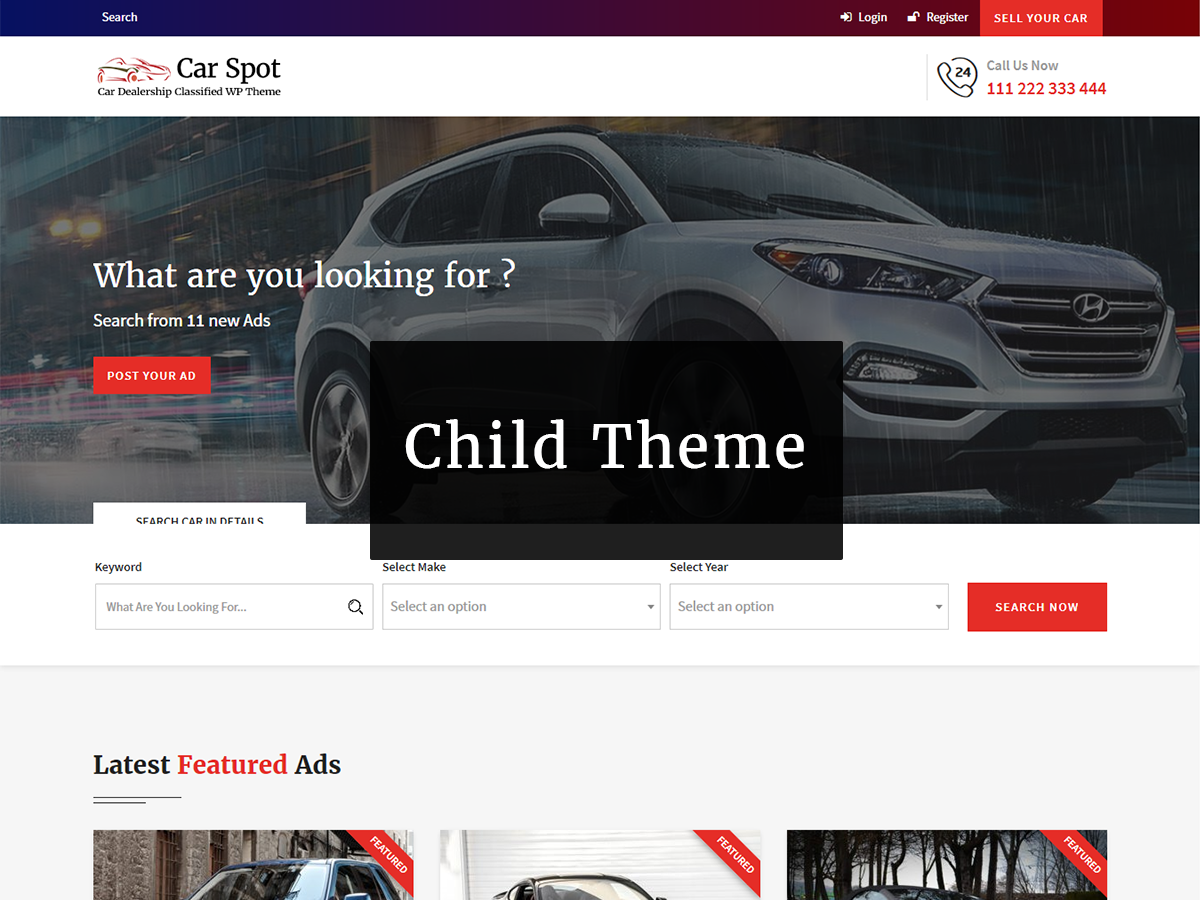 Search
Login
Register
SELL YOUR CAR
Car Spot
Car Dealership Classified WP Theme
24
Call Us Now
111 222 333 444
What are you looking for ?
Search from 11 new Ads
POST YOUR AD
Child Theme
SEARCH CAR IN DETAILS
Keyword
Select Make
Select Year
What Are You Looking For...
Select an option
Select an option
SEARCH NOW
Latest Featured Ads
FEATURED
FEATURED
FEATURED